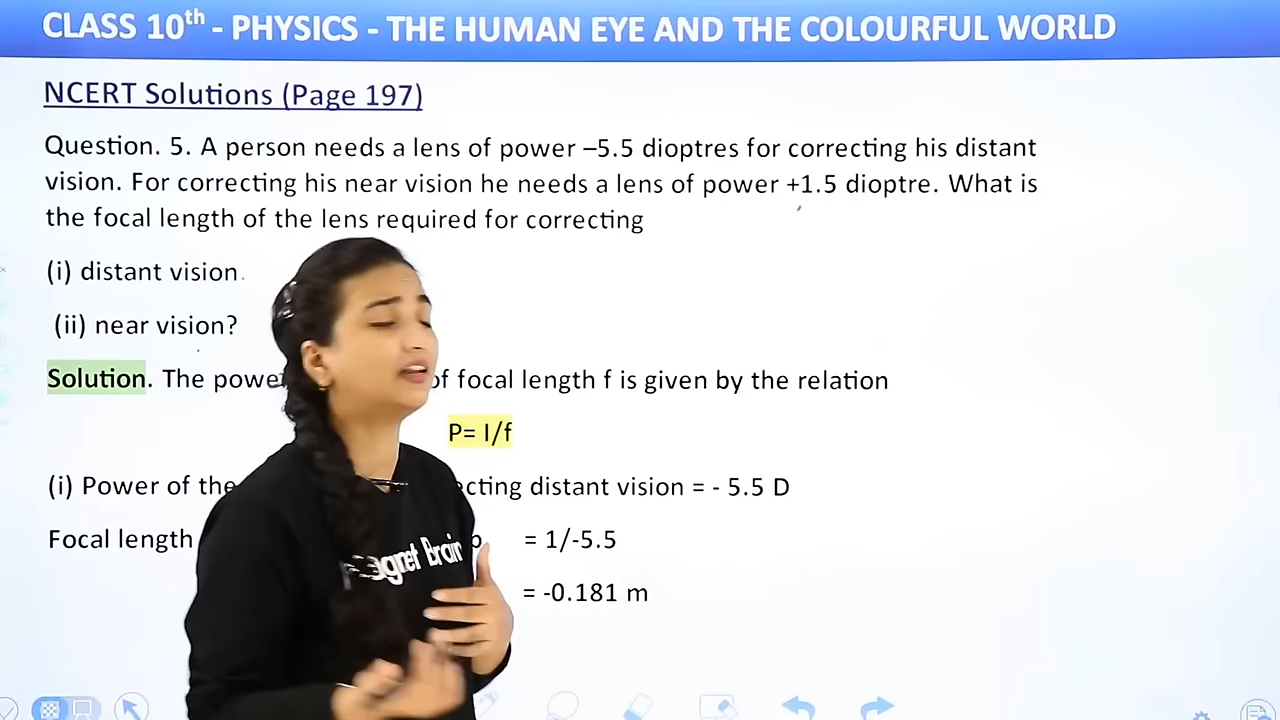 CLASS 10th - PHYSICS - THE HUMAN EYE AND THE COLOURFUL WORLD
NCERT Solutions (Page 197)
Question. 5. A person needs a lens of power –5.5 dioptres for correcting his distant
vision. For correcting his near vision he needs a lens of power +1.5 dioptre. What is
the focal length of the lens required for correcting
(i) distant vision
(ii) near vision?
Solution. The of focal length f is given by the relation
P= I/f
(i) Power of the distant vision = - 5.5 D
Focal length = 1/-5.5
= -0.181 m
Brain